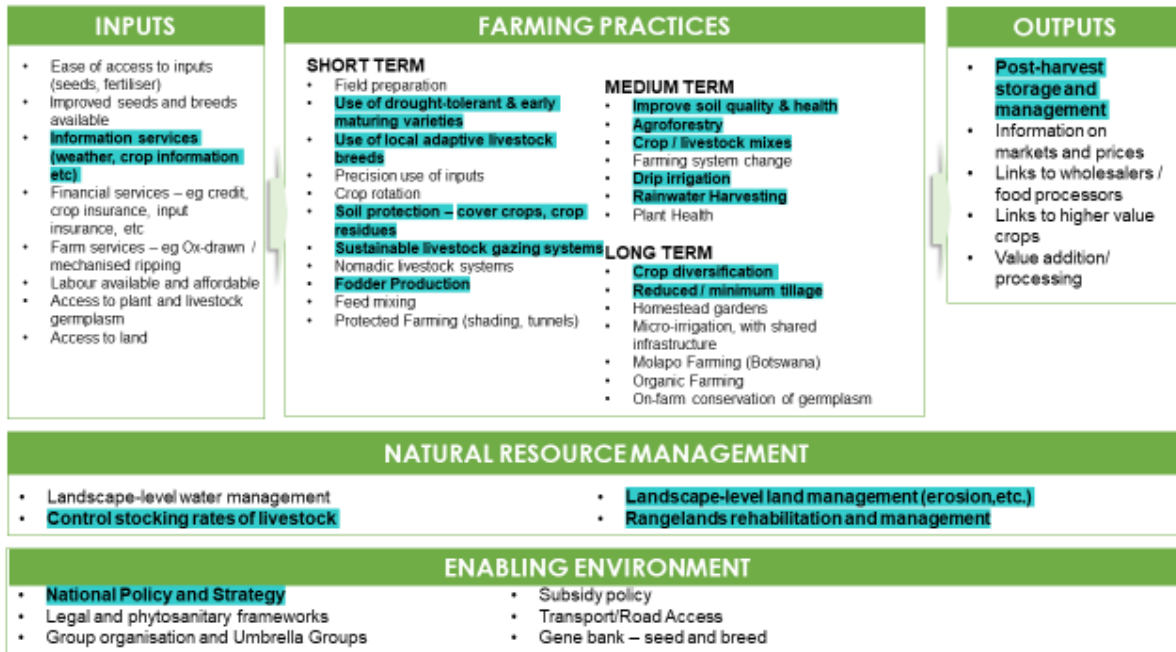 INPUTS
• Ease of access to inputs
(seeds, fertiliser)
• Improved seeds and breeds
available
• Information services
(weather, crop information
etc)
• Financial services – eg credit,
crop insurance, input
insurance, etc
• Farm services – eg Ox-drawn /
mechanised ripping
• Labour available and affordable
• Access to plant and livestock
germplasm
• Access to land
FARMING PRACTICES
SHORT TERM
• Field preparation
• Use of drought-tolerant & early
maturing varieties
• Use of local adaptive livestock
breeds
• Precision use of inputs
• Crop rotation
• Soil protection – cover crops, crop
residues
• Sustainable livestock gazing systems
• Nomadic livestock systems
• Fodder Production
• Feed mixing
• Protected Farming (shading, tunnels)
MEDIUM TERM
• Improve soil quality & health
• Agroforestry
• Crop / livestock mixes
• Farming system change
• Drip irrigation
• Rainwater Harvesting
• Plant Health
LONG TERM
• Crop diversification
• Reduced / minimum tillage
• Homestead gardens
• Micro-irrigation, with shared
infrastructure
• Molapo Farming (Botswana)
• Organic Farming
• On-farm conservation of germplasm
OUTPUTS
• Post-harvest
storage and
management
• Information on
markets and prices
• Links to wholesalers /
food processors
• Links to higher value
crops
• Value addition/
processing
NATURAL RESOURCE MANAGEMENT
• Landscape-level water management
• Control stocking rates of livestock
• Landscape-level land management (erosion,etc.)
• Rangelands rehabilitation and management
ENABLING ENVIRONMENT
• National Policy and Strategy
• Legal and phytosanitary frameworks
• Group organisation and Umbrella Groups
• Subsidy policy
• Transport/Road Access
• Gene bank – seed and breed